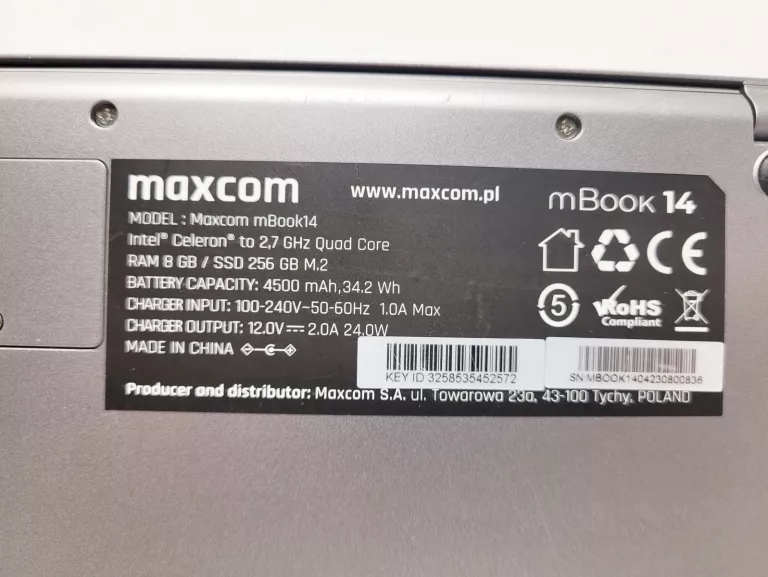 maxcom www.maxcom.pl mBook 14
MODEL : Maxcom mBook14
Intel® Celeron® to 2,7 GHz Quad Core
RAM 8 GB / SSD 256 GB M.2
BATTERY CAPACITY: 4500 mAh,34.2 Wh
CHARGER INPUT: 100-240V~50-60Hz 1.0A Max
CHARGER OUTPUT: 12.0V⎓2.0A 24.0W
MADE IN CHINA
CE
5
RoHS
Compliant
KEY ID:3258535452572
SN:MBOOK1404230800836
Producer and distributor: Maxcom S.A. ul. Towarowa 23a, 43-100 Tychy, POLAND